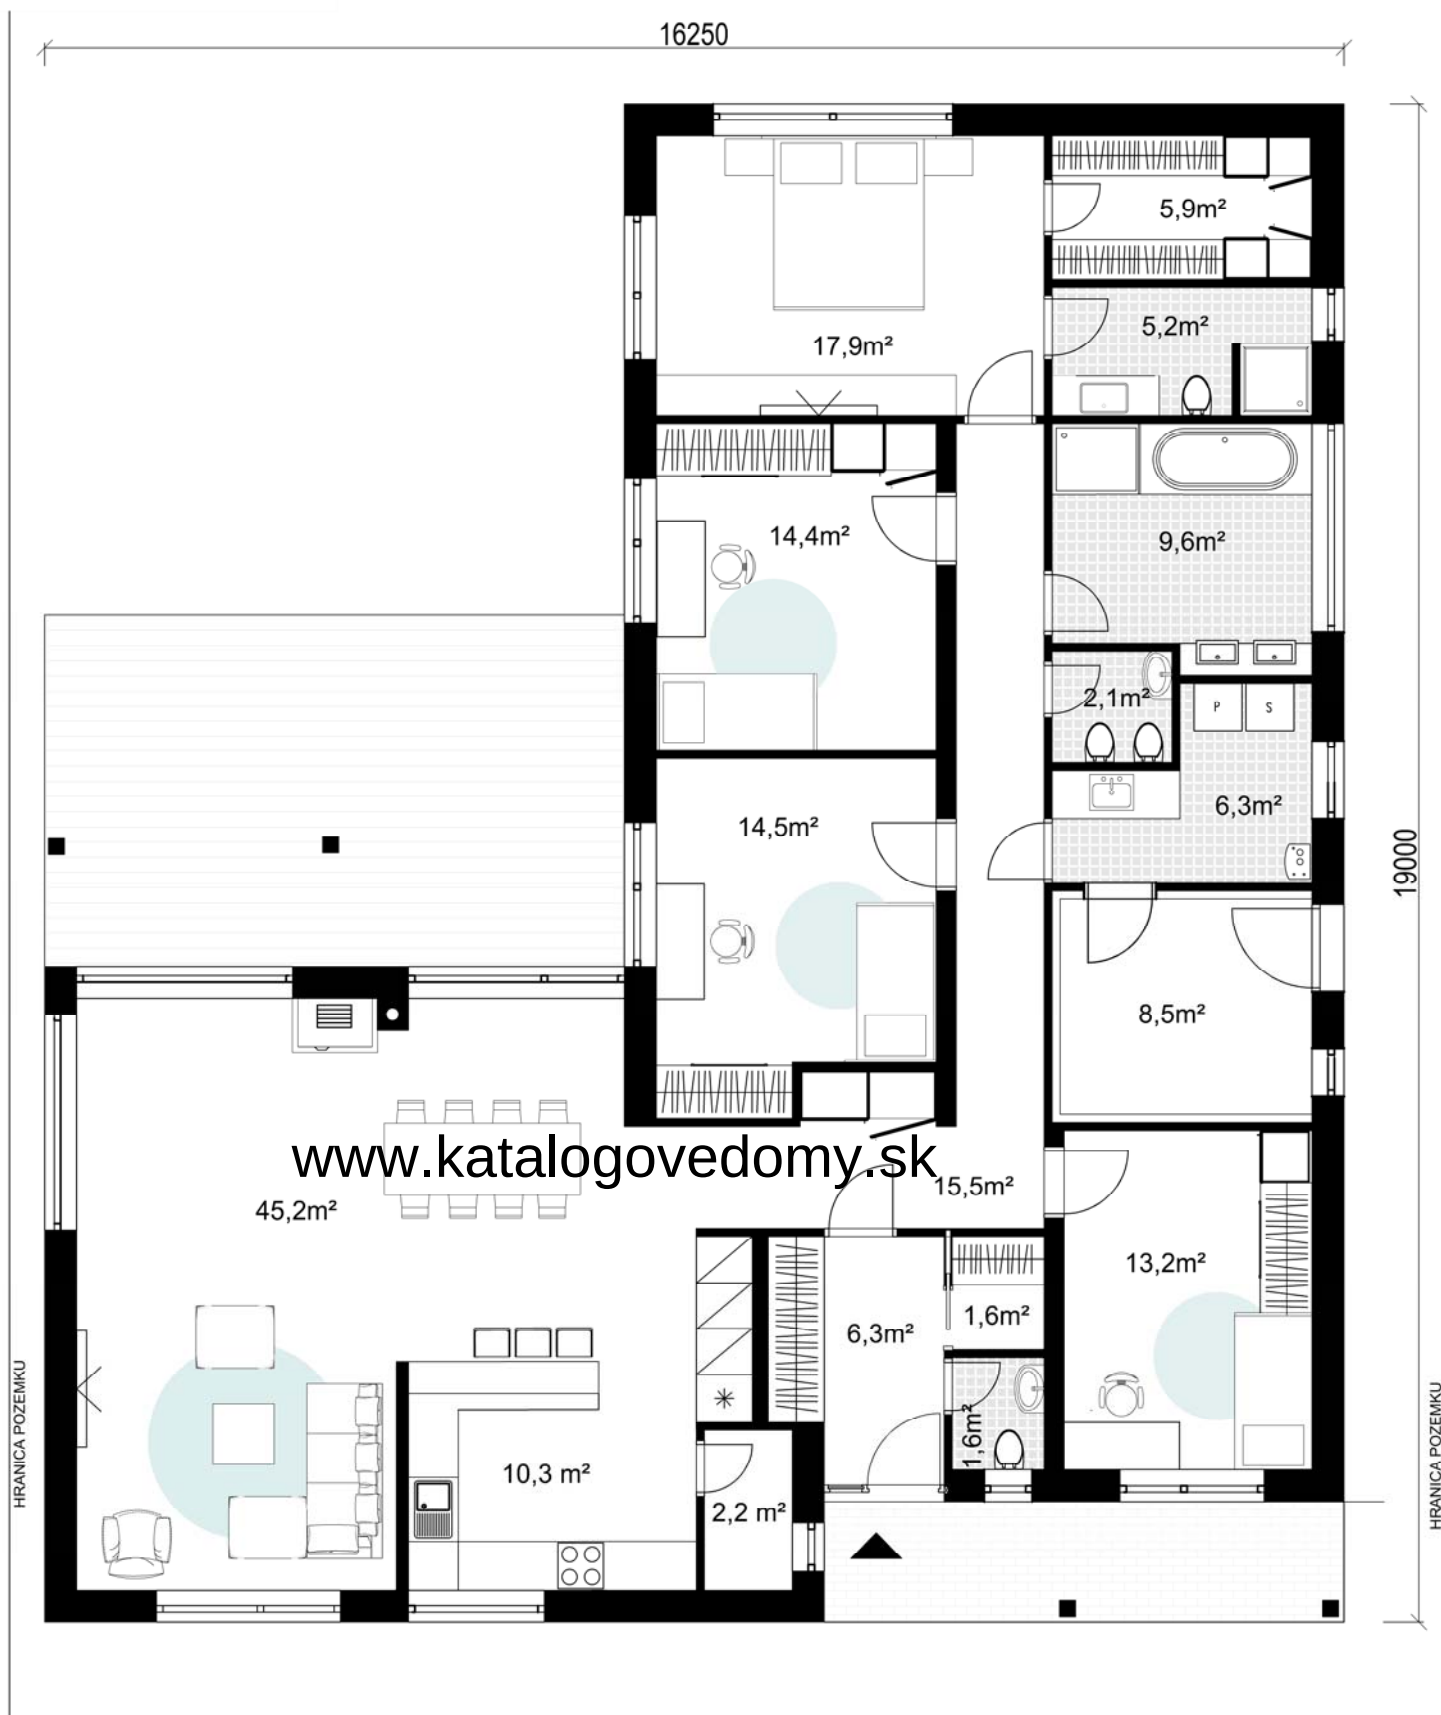 16250
5,9m²
5,2m²
17,9m²
14,4m²
9,6m²
2,1m²
P S
6,3m²
14,5m²
19000
8,5m²
www.katalogovedomy.sk
15,5m²
45,2m²
13,2m²
1,6m²
6,3m²
1,6m²
10,3 m²
2,2 m²
HRANICA POZEMKU
HRANICA POZEMKU